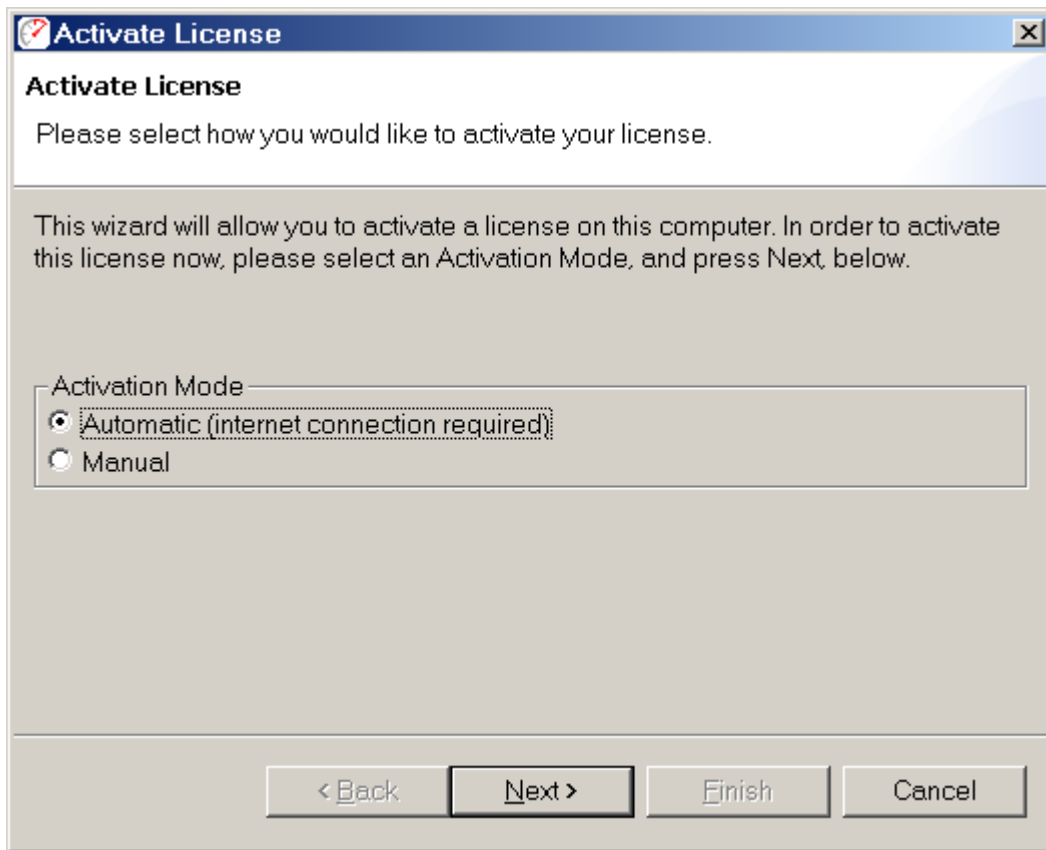 Activate License
Activate License
Please select how you would like to activate your license.
This wizard will allow you to activate a license on this computer. In order to activate
this license now, please select an Activation Mode, and press Next, below.
Activation Mode
Automatic (internet connection required)
Manual
< Back Next > Finish Cancel